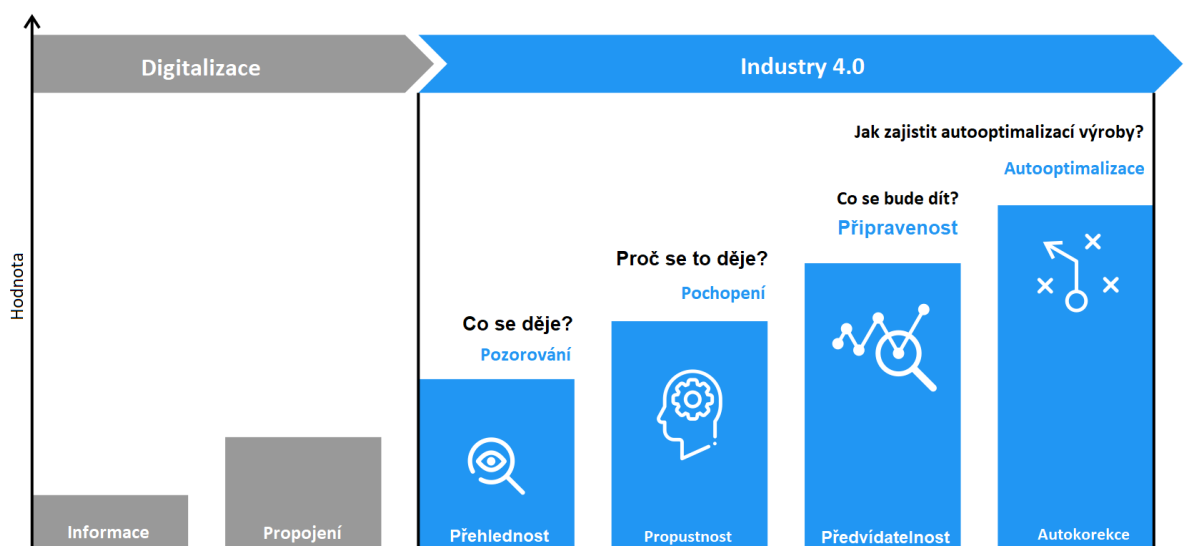 Digitalizace
Industry 4.0
Jak zajistit autooptimalizací výroby?
Autooptimalizace
Co se bude dít?
Připravenost
Proč se to děje?
Pochopení
Co se děje?
Pozorování
Hodnota
Informace
Propojení
Přehlednost
Propustnost
Předvídatelnost
Autokorekce